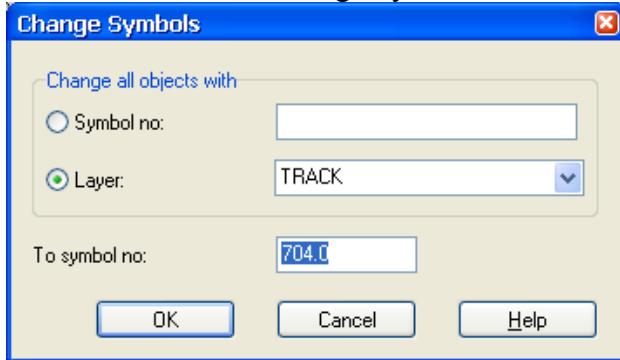 Change Symbols
Change all objects with
Symbol no:
Layer:
TRACK
To symbol no:
704.0
OK
Cancel
Help